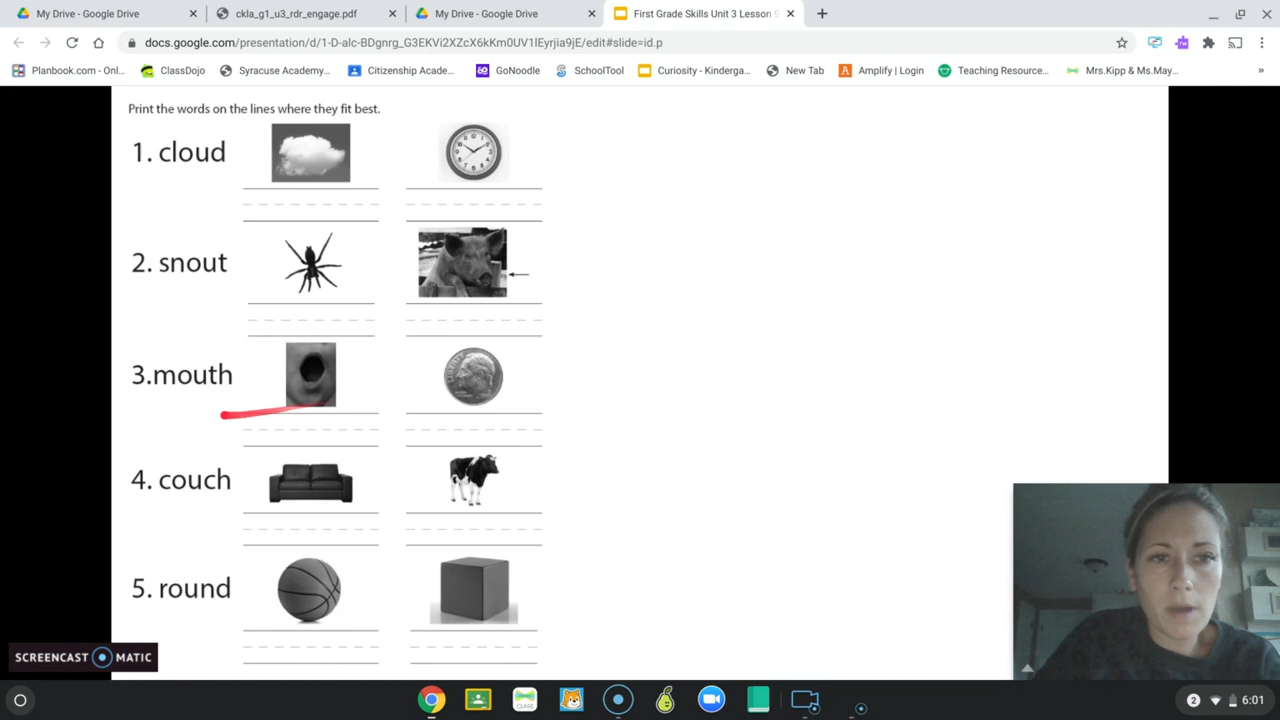 My Drive - Google Drive
ckla_g1_u3_rdr_engage.pdf
My Drive - Google Drive
First Grade Skills Unit 3 Lesson 9
docs.google.com/presentation/d/1-D-alc-BDgnrg_G3EKVi2XZcX6kKm0UV1lEyrjia9jE/edit#slide=id.p
Planbook.com - Onl...
ClassDojo
Syracuse Academy...
Citizenship Acade...
GoNoodle
SchoolTool
Curiosity - Kinderga...
New Tab
Amplify | Login
Teaching Resource...
Mrs.Kipp & Ms.May...
»
Print the words on the lines where they fit best.
1. cloud
2. snout
3.mouth
4. couch
5. round
SCREENCAST MATIC
CLASS
2
6:01